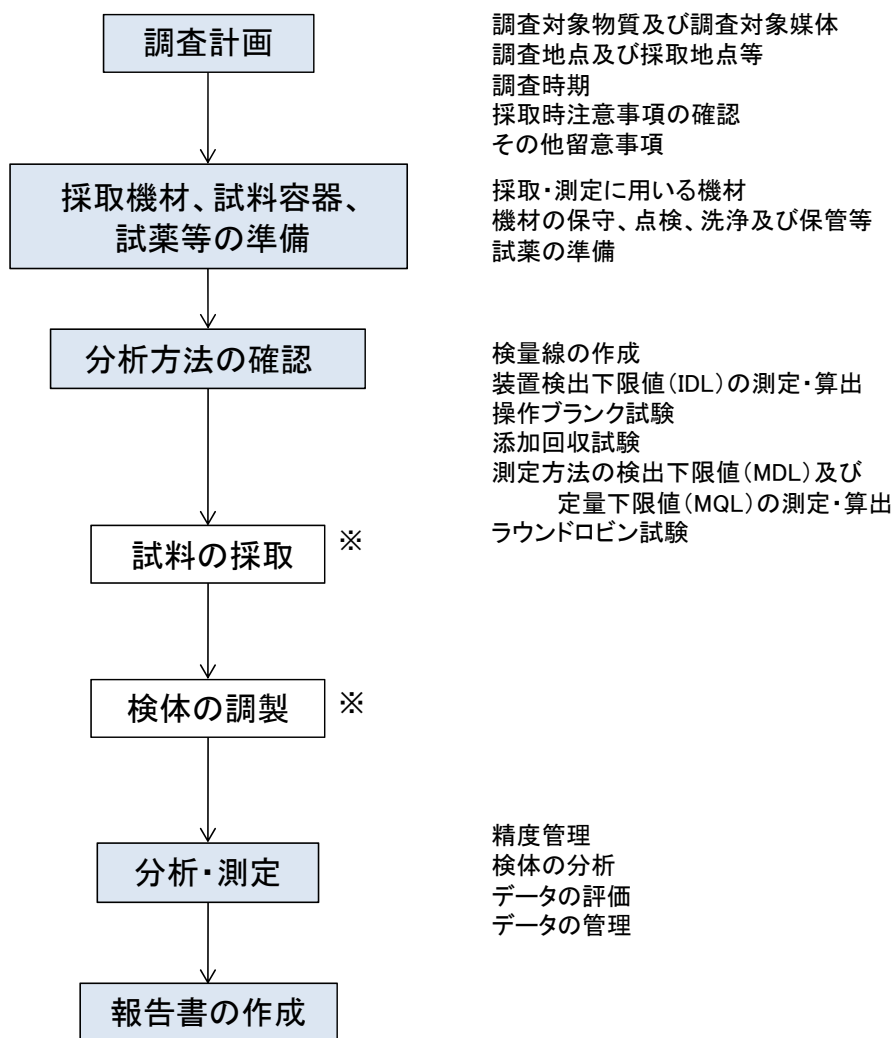 調査計画
調査対象物質及び調査対象媒体
調査地点及び採取地点等
調査時期
採取時注意事項の確認
その他留意事項
採取機材、試料容器、
試薬等の準備
採取・測定に用いる機材
機材の保守、点検、洗浄及び保管等
試薬の準備
分析方法の確認
検量線の作成
装置検出下限値(IDL)の測定・算出
操作ブランク試験
添加回収試験
測定方法の検出下限値(MDL)及び
定量下限値(MQL)の測定・算出
ラウンドロビン試験
試料の採取 ※
検体の調製 ※
分析・測定
精度管理
検体の分析
データの評価
データの管理
報告書の作成